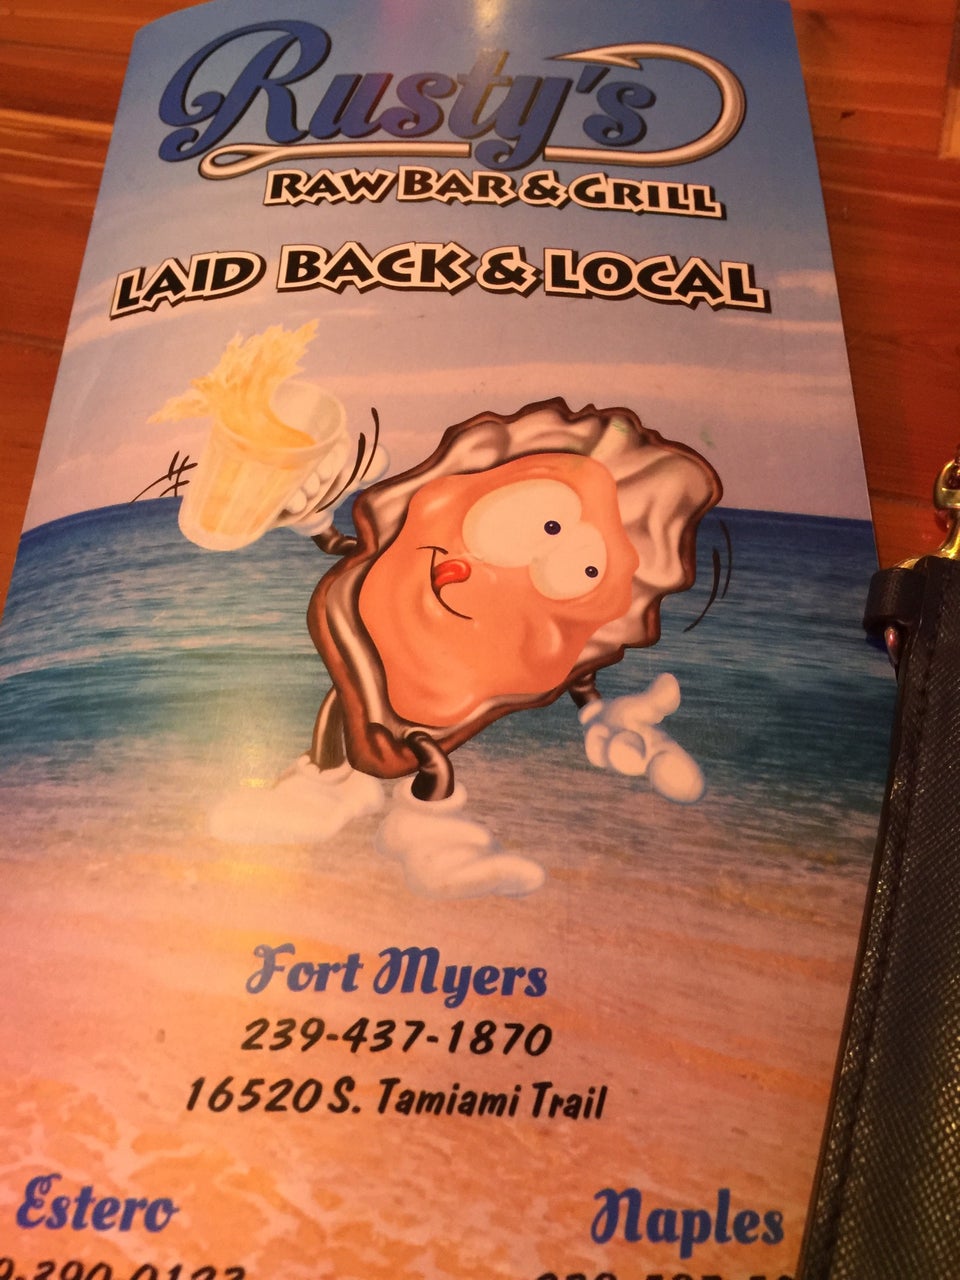 Rusty's
RAW BAR & GRILL
LAID BACK & LOCAL
Fort Myers
239-437-1870
16520 S. Tamiami Trail
Estero Naples